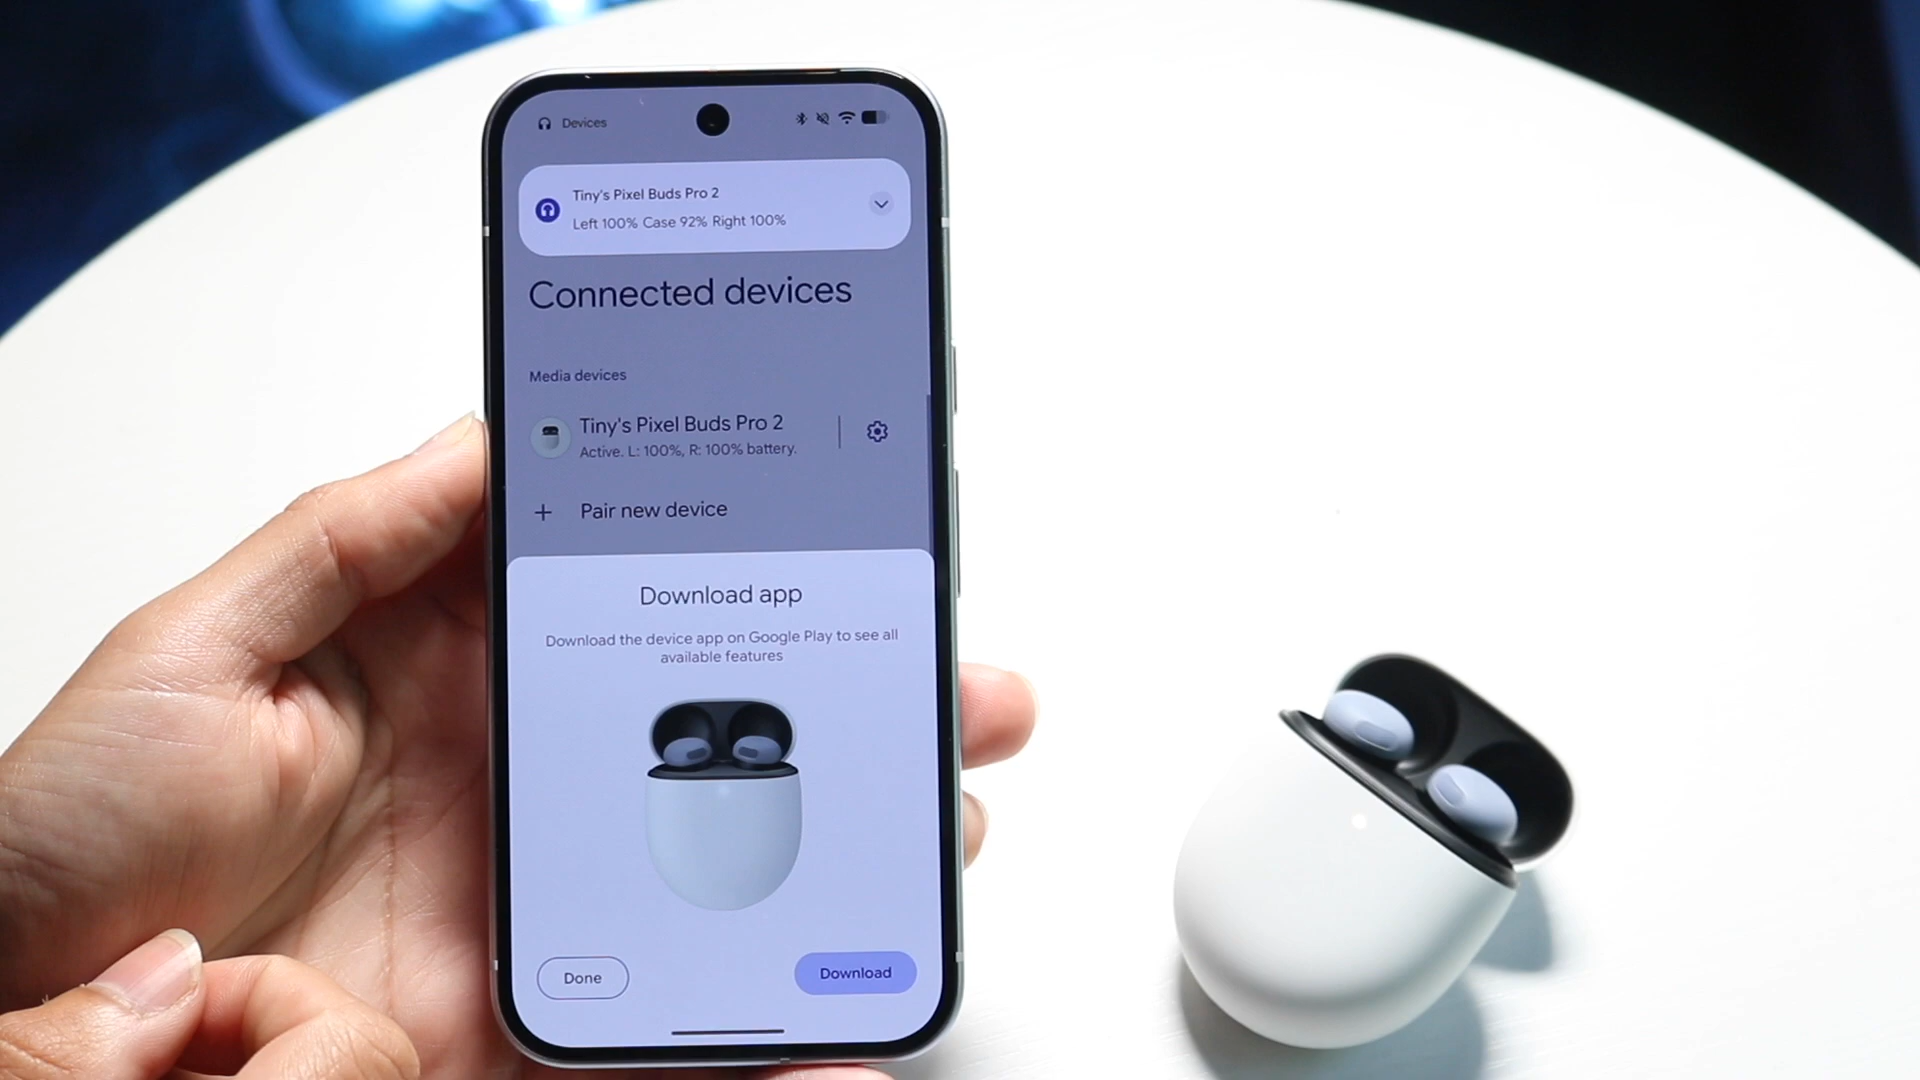 Devices
Tiny's Pixel Buds Pro 2
Left 100% Case 92% Right 100%
Connected devices
Media devices
Tiny's Pixel Buds Pro 2
Active. L: 100%, R: 100% battery.
Pair new device
Download app
Download the device app on Google Play to see all
available features
Done
Download